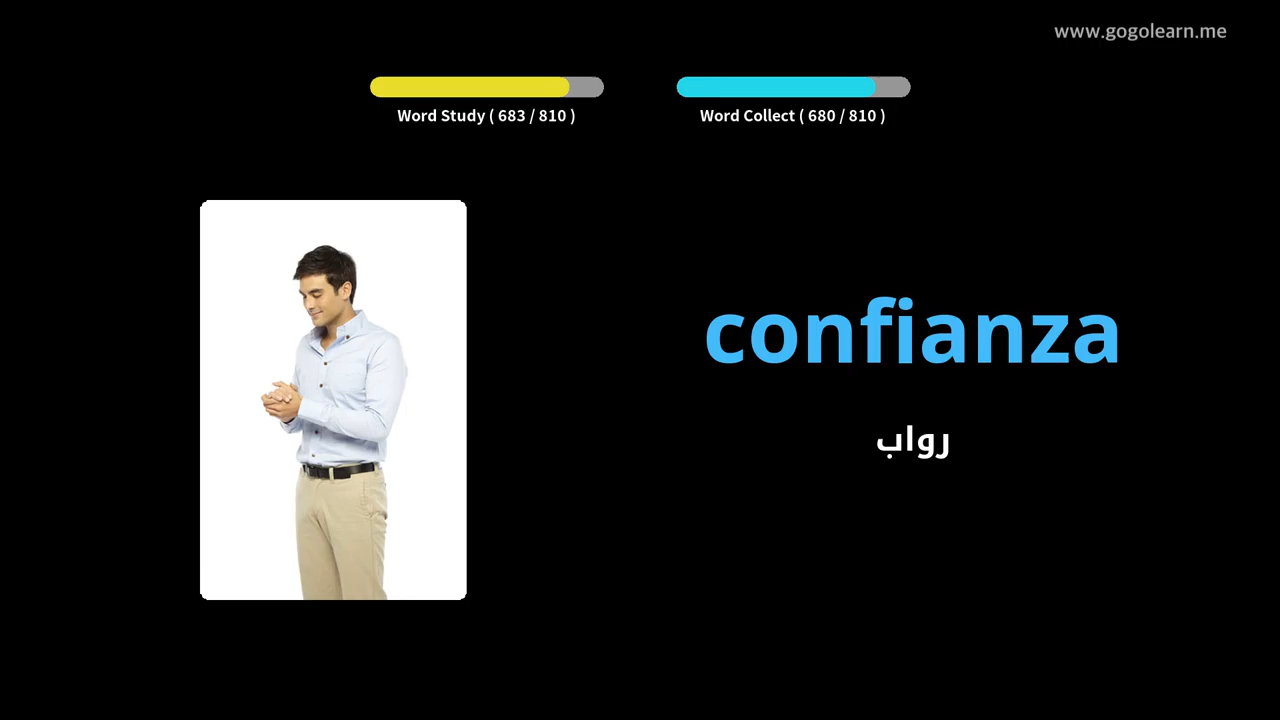 www.gogolearn.me
Word Study ( 683 / 810 )
Word Collect ( 680 / 810 )
confianza
رواب